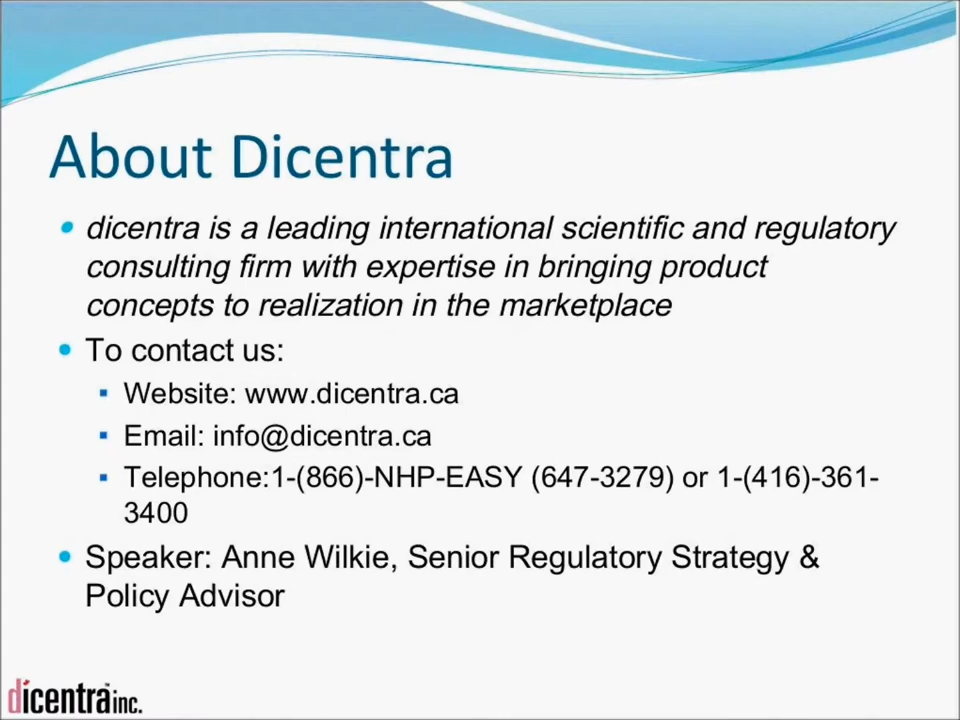 About Dicentra
• dicentra is a leading international scientific and regulatory
consulting firm with expertise in bringing product
concepts to realization in the marketplace
• To contact us:
▪ Website: www.dicentra.ca
▪ Email: info@dicentra.ca
▪ Telephone:1-(866)-NHP-EASY (647-3279) or 1-(416)-361-
3400
• Speaker: Anne Wilkie, Senior Regulatory Strategy &
Policy Advisor
dicentra™ inc.